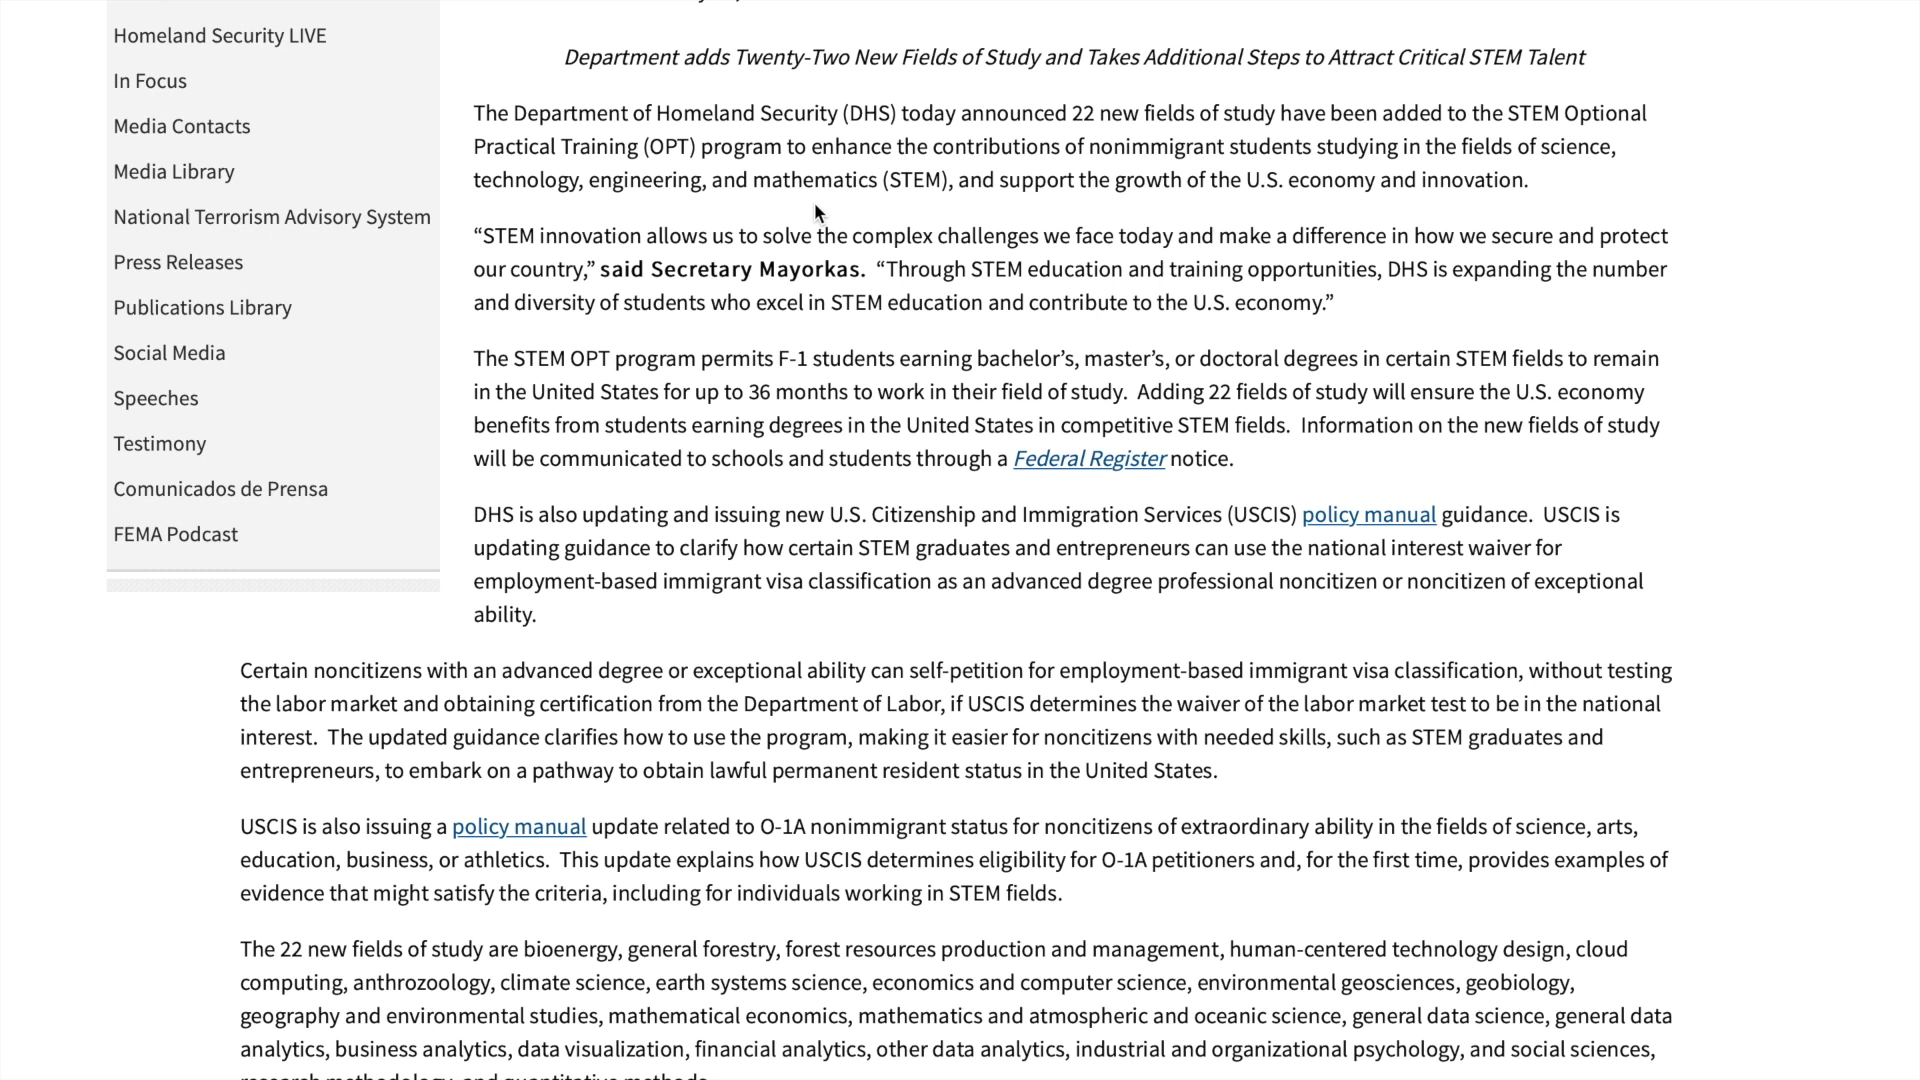 Homeland Security LIVE
In Focus
Media Contacts
Media Library
National Terrorism Advisory System
Press Releases
Publications Library
Social Media
Speeches
Testimony
Comunicados de Prensa
FEMA Podcast
Department adds Twenty-Two New Fields of Study and Takes Additional Steps to Attract Critical STEM Talent
The Department of Homeland Security (DHS) today announced 22 new fields of study have been added to the STEM Optional
Practical Training (OPT) program to enhance the contributions of nonimmigrant students studying in the fields of science,
technology, engineering, and mathematics (STEM), and support the growth of the U.S. economy and innovation.
“STEM innovation allows us to solve the complex challenges we face today and make a difference in how we secure and protect
our country,” said Secretary Mayorkas.  “Through STEM education and training opportunities, DHS is expanding the number
and diversity of students who excel in STEM education and contribute to the U.S. economy.”
The STEM OPT program permits F-1 students earning bachelor’s, master’s, or doctoral degrees in certain STEM fields to remain
in the United States for up to 36 months to work in their field of study.  Adding 22 fields of study will ensure the U.S. economy
benefits from students earning degrees in the United States in competitive STEM fields.  Information on the new fields of study
will be communicated to schools and students through a Federal Register notice.
DHS is also updating and issuing new U.S. Citizenship and Immigration Services (USCIS) policy manual guidance.  USCIS is
updating guidance to clarify how certain STEM graduates and entrepreneurs can use the national interest waiver for
employment-based immigrant visa classification as an advanced degree professional noncitizen or noncitizen of exceptional
ability.
Certain noncitizens with an advanced degree or exceptional ability can self-petition for employment-based immigrant visa classification, without testing
the labor market and obtaining certification from the Department of Labor, if USCIS determines the waiver of the labor market test to be in the national
interest.  The updated guidance clarifies how to use the program, making it easier for noncitizens with needed skills, such as STEM graduates and
entrepreneurs, to embark on a pathway to obtain lawful permanent resident status in the United States.
USCIS is also issuing a policy manual update related to O-1A nonimmigrant status for noncitizens of extraordinary ability in the fields of science, arts,
education, business, or athletics.  This update explains how USCIS determines eligibility for O-1A petitioners and, for the first time, provides examples of
evidence that might satisfy the criteria, including for individuals working in STEM fields.
The 22 new fields of study are bioenergy, general forestry, forest resources production and management, human-centered technology design, cloud
computing, anthrozoology, climate science, earth systems science, economics and computer science, environmental geosciences, geobiology,
geography and environmental studies, mathematical economics, mathematics and atmospheric and oceanic science, general data science, general data
analytics, business analytics, data visualization, financial analytics, other data analytics, industrial and organizational psychology, and social sciences,
research methodology, and quantitative methods.